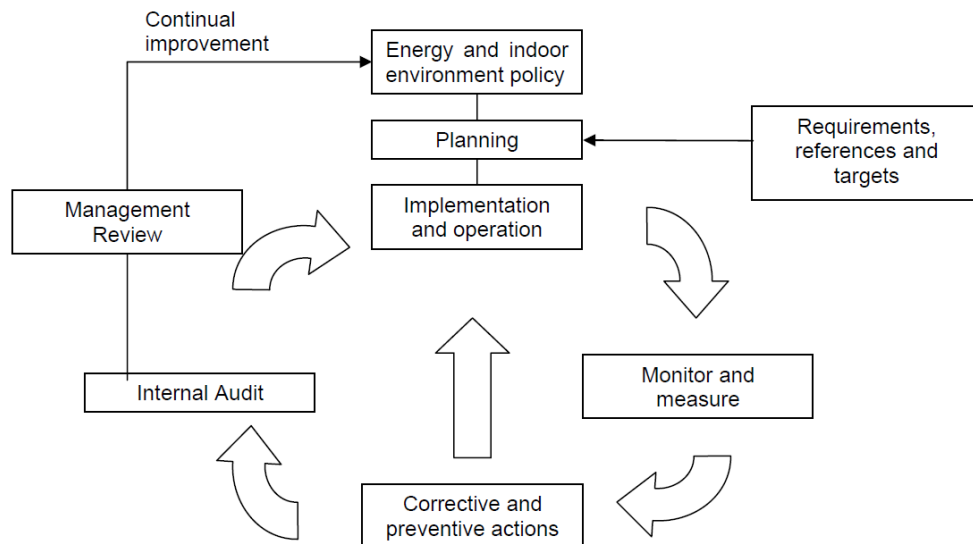 Continual
improvement
Energy and indoor
environment policy
Planning
Requirements,
references and
targets
Management
Review
Implementation
and operation
Internal Audit
Monitor and
measure
Corrective and
preventive actions